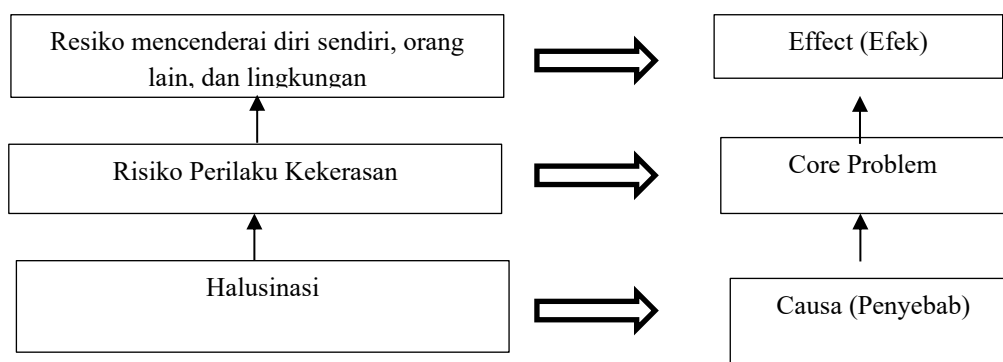 Resiko mencenderai diri sendiri, orang
lain, dan lingkungan
Effect (Efek)
Risiko Perilaku Kekerasan
Core Problem
Halusinasi
Causa (Penyebab)